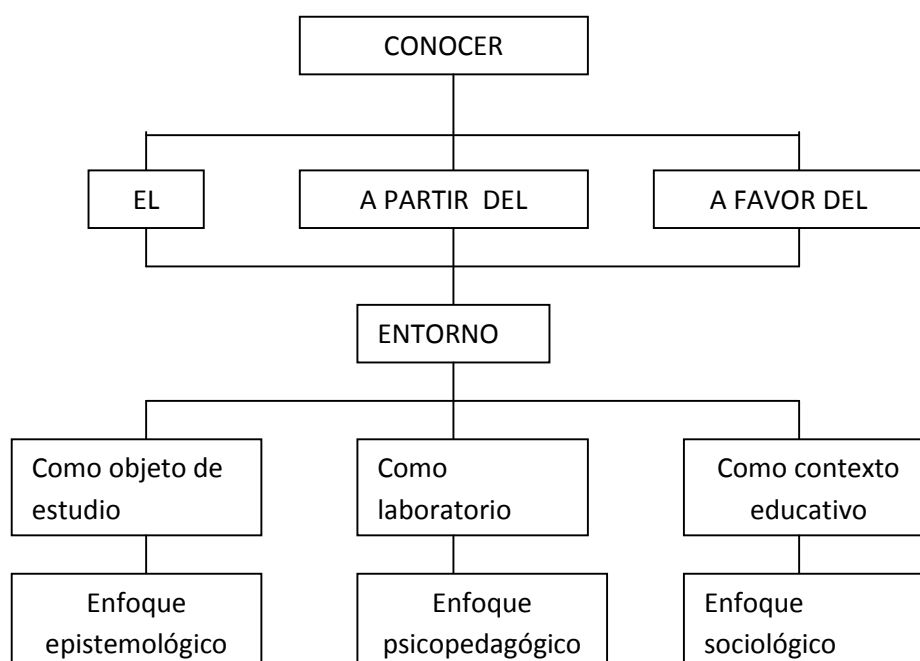 CONOCER
EL
A PARTIR DEL
A FAVOR DEL
ENTORNO
Como objeto de
estudio
Como
laboratorio
Como contexto
educativo
Enfoque
epistemológico
Enfoque
psicopedagógico
Enfoque
sociológico